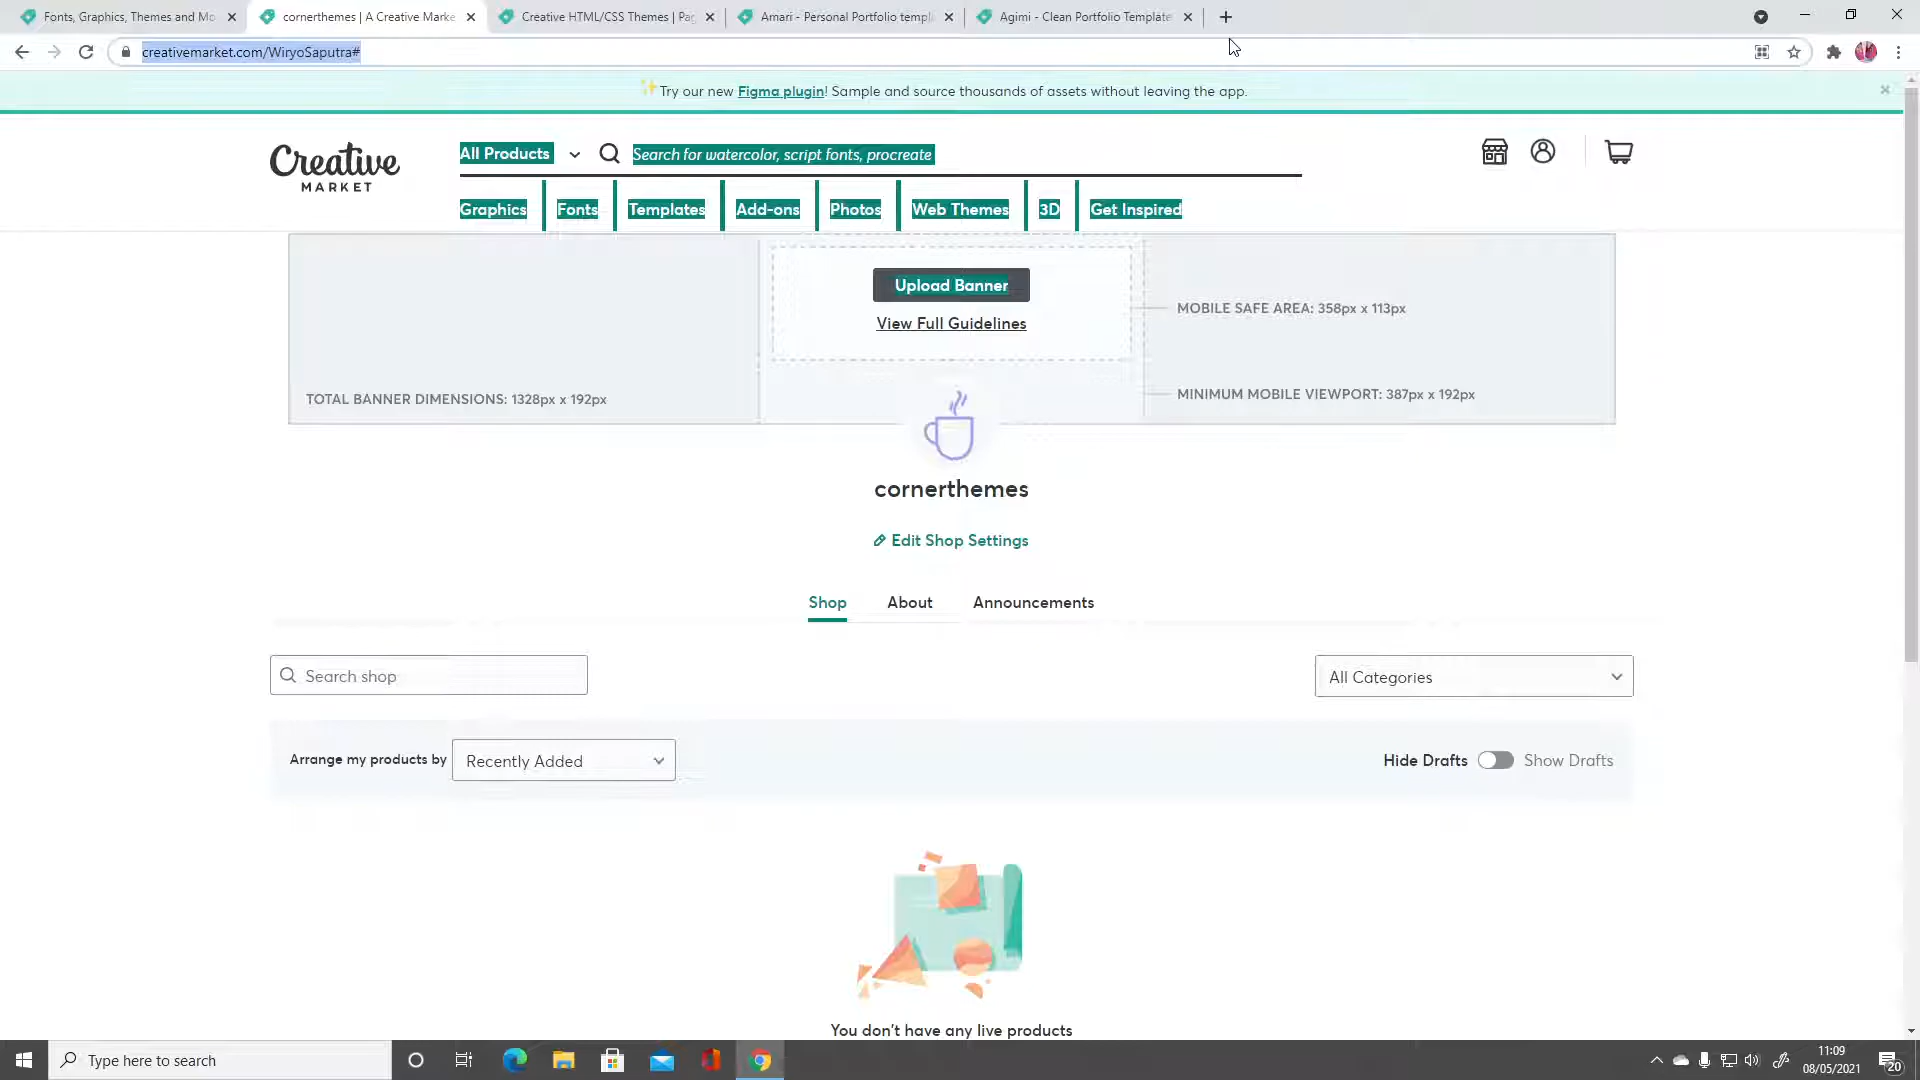 Fonts, Graphics, Themes and Mo
cornerthemes | A Creative Marke
Creative HTML/CSS Themes | Pag
Amari - Personal Portfolio templ
Agimi - Clean Portfolio Template
creativemarket.com/WiryoSaputra#
✨Try our new Figma plugin! Sample and source thousands of assets without leaving the app.
Creative
MARKET
All Products
Search for watercolor, script fonts, procreate
Graphics
Fonts
Templates
Add-ons
Photos
Web Themes
3D
Get Inspired
Upload Banner
View Full Guidelines
MOBILE SAFE AREA: 358px x 113px
TOTAL BANNER DIMENSIONS: 1328px x 192px
MINIMUM MOBILE VIEWPORT: 387px x 192px
cornerthemes
Edit Shop Settings
Shop
About
Announcements
Search shop
All Categories
Arrange my products by
Recently Added
Hide Drafts
Show Drafts
You don't have any live products
Type here to search
11:09
08/05/2021
20